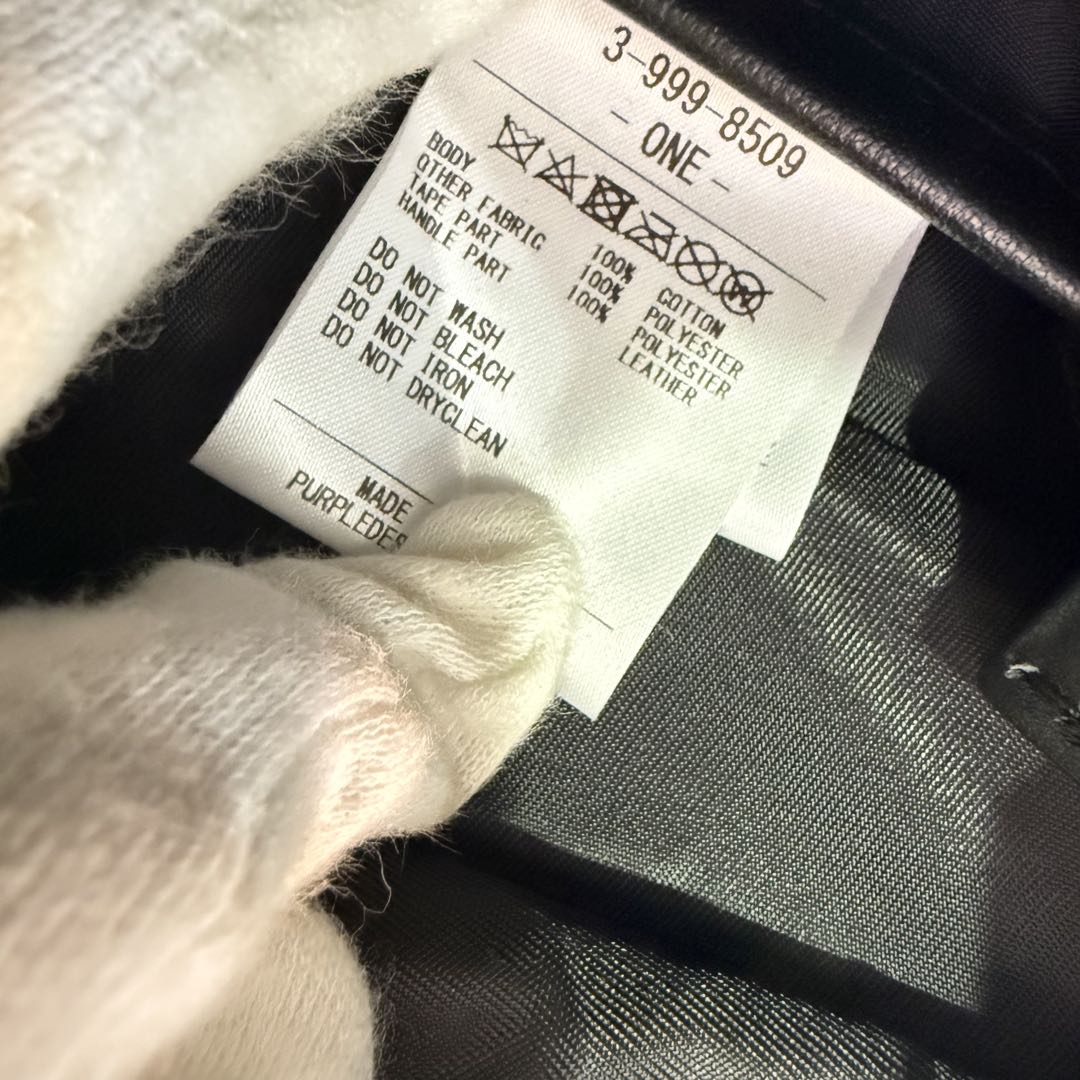 3-999-8509
- ONE -
BODY 100% COTTON
OTHER FABRIC 100% POLYESTER
TAPE PART 100% POLYESTER
HANDLE PART LEATHER
DO NOT WASH
DO NOT BLEACH
DO NOT IRON
DO NOT DRYCLEAN
MADE
PURPLEDES